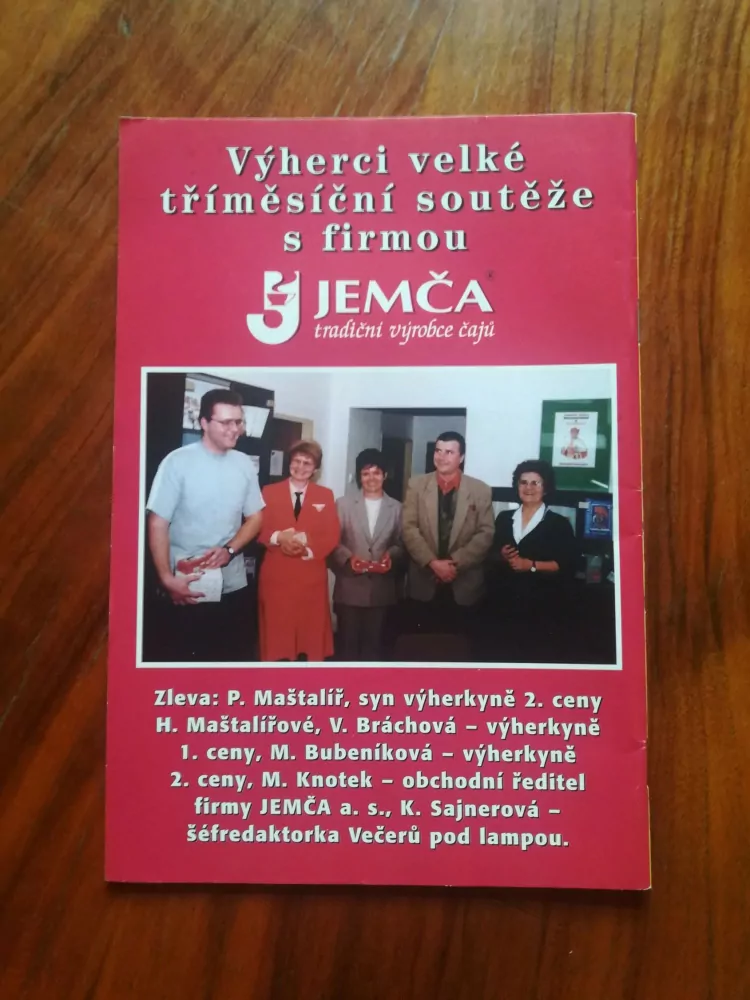 Výherci velké
tříměsíční soutěže
s firmou
JEMČA
tradiční výrobce čajů
Zleva: P. Maštalíř, syn výherkyně 2. ceny
H. Maštalířové, V. Bráchová – výherkyně
1. ceny, M. Bubeníková – výherkyně
2. ceny, M. Knotek – obchodní ředitel
firmy JEMČA a. s., K. Sajnerová –
šéfredaktorka Večerů pod lampou.